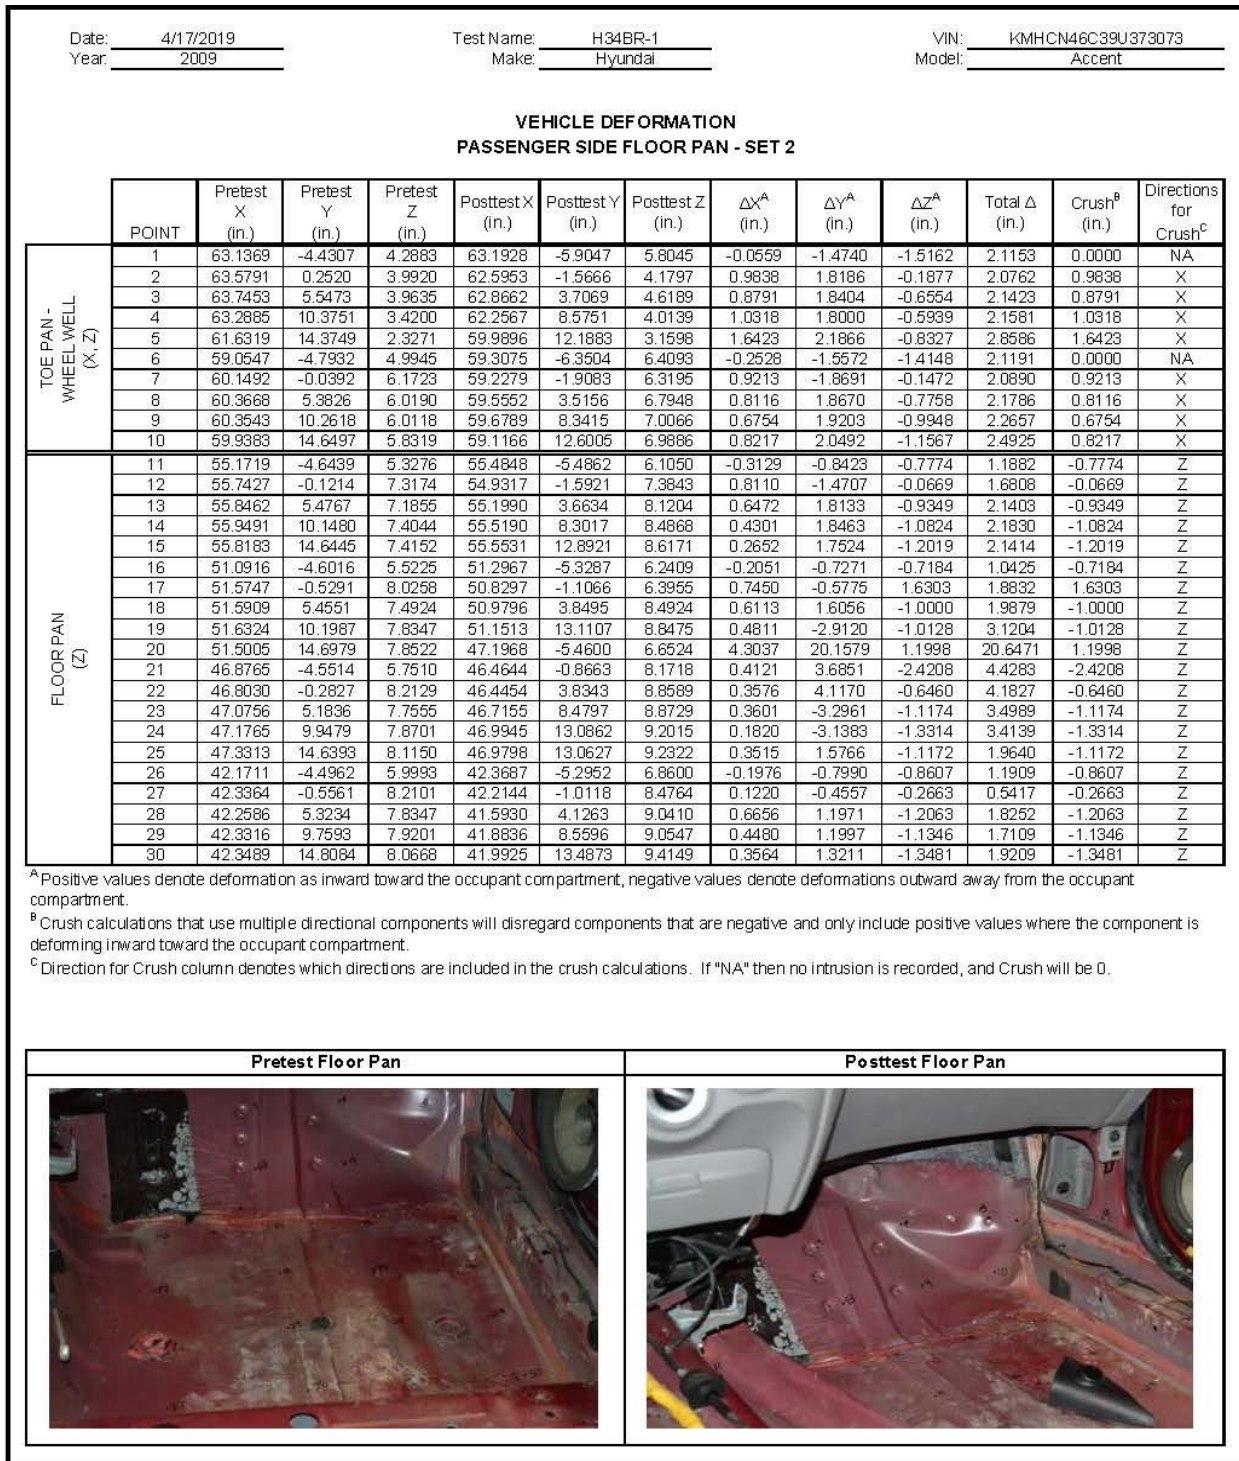 Date: 4/17/2019 Test Name: H34BR-1 VIN: KMHCN46C39U373073
Year: 2009 Make: Hyundai Model: Accent
VEHICLE DEFORMATION
PASSENGER SIDE FLOOR PAN - SET 2
POINT Pretest X (in.) Pretest Y (in.) Pretest Z (in.) Posttest X (in.) Posttest Y (in.) Posttest Z (in.) ΔXᴬ (in.) ΔYᴬ (in.) ΔZᴬ (in.) Total Δ (in.) Crushᴮ (in.) Directions for Crushᶜ
TOE PAN - WHEEL WELL (X, Z)
1 63.1369 -4.4307 4.2883 63.1928 -5.9047 5.8045 -0.0559 -1.4740 -1.5162 2.1153 0.0000 NA
2 63.5791 0.2520 3.9920 62.5953 -1.5666 4.1797 0.9838 1.8186 -0.1877 2.0762 0.9838 X
3 63.7453 5.5473 3.9635 62.8662 3.7069 4.6189 0.8791 1.8404 -0.6554 2.1423 0.8791 X
4 63.2885 10.3751 3.4200 62.2567 8.5751 4.0139 1.0318 1.8000 -0.5939 2.1581 1.0318 X
5 61.6319 14.3749 2.3271 59.9896 12.1883 3.1598 1.6423 2.1866 -0.8327 2.8586 1.6423 X
6 59.0547 -4.7932 4.9945 59.3075 -6.3504 6.4093 -0.2528 -1.5572 -1.4148 2.1191 0.0000 NA
7 60.1492 -0.0392 6.1723 59.2279 -1.9083 6.3195 0.9213 -1.8691 -0.1472 2.0890 0.9213 X
8 60.3668 5.3826 6.0190 59.5552 3.5156 6.7948 0.8116 1.8670 -0.7758 2.1786 0.8116 X
9 60.3543 10.2618 6.0118 59.6789 8.3415 7.0066 0.6754 1.9203 -0.9948 2.2657 0.6754 X
10 59.9383 14.6497 5.8319 59.1166 12.6005 6.9886 0.8217 2.0492 -1.1567 2.4925 0.8217 X
FLOOR PAN (Z)
11 55.1719 -4.6439 5.3276 55.4848 -5.4862 6.1050 -0.3129 -0.8423 -0.7774 1.1882 -0.7774 Z
12 55.7427 -0.1214 7.3174 54.9317 -1.5921 7.3843 0.8110 -1.4707 -0.0669 1.6808 -0.0669 Z
13 55.8462 5.4767 7.1855 55.1990 3.6634 8.1204 0.6472 1.8133 -0.9349 2.1403 -0.9349 Z
14 55.9491 10.1480 7.4044 55.5190 8.3017 8.4868 0.4301 1.8463 -1.0824 2.1830 -1.0824 Z
15 55.8183 14.6445 7.4152 55.5531 12.8921 8.6171 0.2652 1.7524 -1.2019 2.1414 -1.2019 Z
16 51.0916 -4.6016 5.5225 51.2967 -5.3287 6.2409 -0.2051 -0.7271 -0.7184 1.0425 -0.7184 Z
17 51.5747 -0.5291 8.0258 50.8297 -1.1066 6.3955 0.7450 -0.5775 1.6303 1.8832 1.6303 Z
18 51.5909 5.4551 7.4924 50.9796 3.8495 8.4924 0.6113 1.6056 -1.0000 1.9879 -1.0000 Z
19 51.6324 10.1987 7.8347 51.1513 13.1107 8.8475 0.4811 -2.9120 -1.0128 3.1204 -1.0128 Z
20 51.5005 14.6979 7.8522 47.1968 -5.4600 6.6524 4.3037 20.1579 1.1998 20.6471 1.1998 Z
21 46.8765 -4.5514 5.7510 46.4644 -0.8663 8.1718 0.4121 3.6851 -2.4208 4.4283 -2.4208 Z
22 46.8030 -0.2827 8.2129 46.4454 3.8343 8.8589 0.3576 4.1170 -0.6460 4.1827 -0.6460 Z
23 47.0756 5.1836 7.7555 46.7155 8.4797 8.8729 0.3601 -3.2961 -1.1174 3.4989 -1.1174 Z
24 47.1765 9.9479 7.8701 46.9945 13.0862 9.2015 0.1820 -3.1383 -1.3314 3.4139 -1.3314 Z
25 47.3313 14.6393 8.1150 46.9798 13.0627 9.2322 0.3515 1.5766 -1.1172 1.9640 -1.1172 Z
26 42.1711 -4.4962 5.9993 42.3687 -5.2952 6.8600 -0.1976 -0.7990 -0.8607 1.1909 -0.8607 Z
27 42.3364 -0.5561 8.2101 42.2144 -1.0118 8.4764 0.1220 -0.4557 -0.2663 0.5417 -0.2663 Z
28 42.2586 5.3234 7.8347 41.5930 4.1263 9.0410 0.6656 1.1971 -1.2063 1.8252 -1.2063 Z
29 42.3316 9.7593 7.9201 41.8836 8.5596 9.0547 0.4480 1.1997 -1.1346 1.7109 -1.1346 Z
30 42.3489 14.8084 8.0668 41.9925 13.4873 9.4149 0.3564 1.3211 -1.3481 1.9209 -1.3481 Z
ᴬ Positive values denote deformation as inward toward the occupant compartment, negative values denote deformations outward away from the occupant
compartment.
ᴮ Crush calculations that use multiple directional components will disregard components that are negative and only include positive values where the component is
deforming inward toward the occupant compartment.
ᶜ Direction for Crush column denotes which directions are included in the crush calculations. If "NA" then no intrusion is recorded, and Crush will be 0.
Pretest Floor Pan Posttest Floor Pan